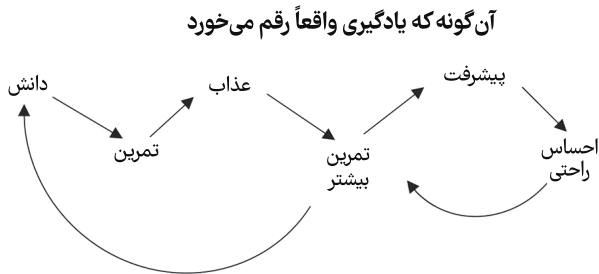 آن‌گونه که یادگیری واقعاً رقم می‌خورد
دانش
تمرین
عذاب
تمرین
بیشتر
پیشرفت
احساس
راحتی